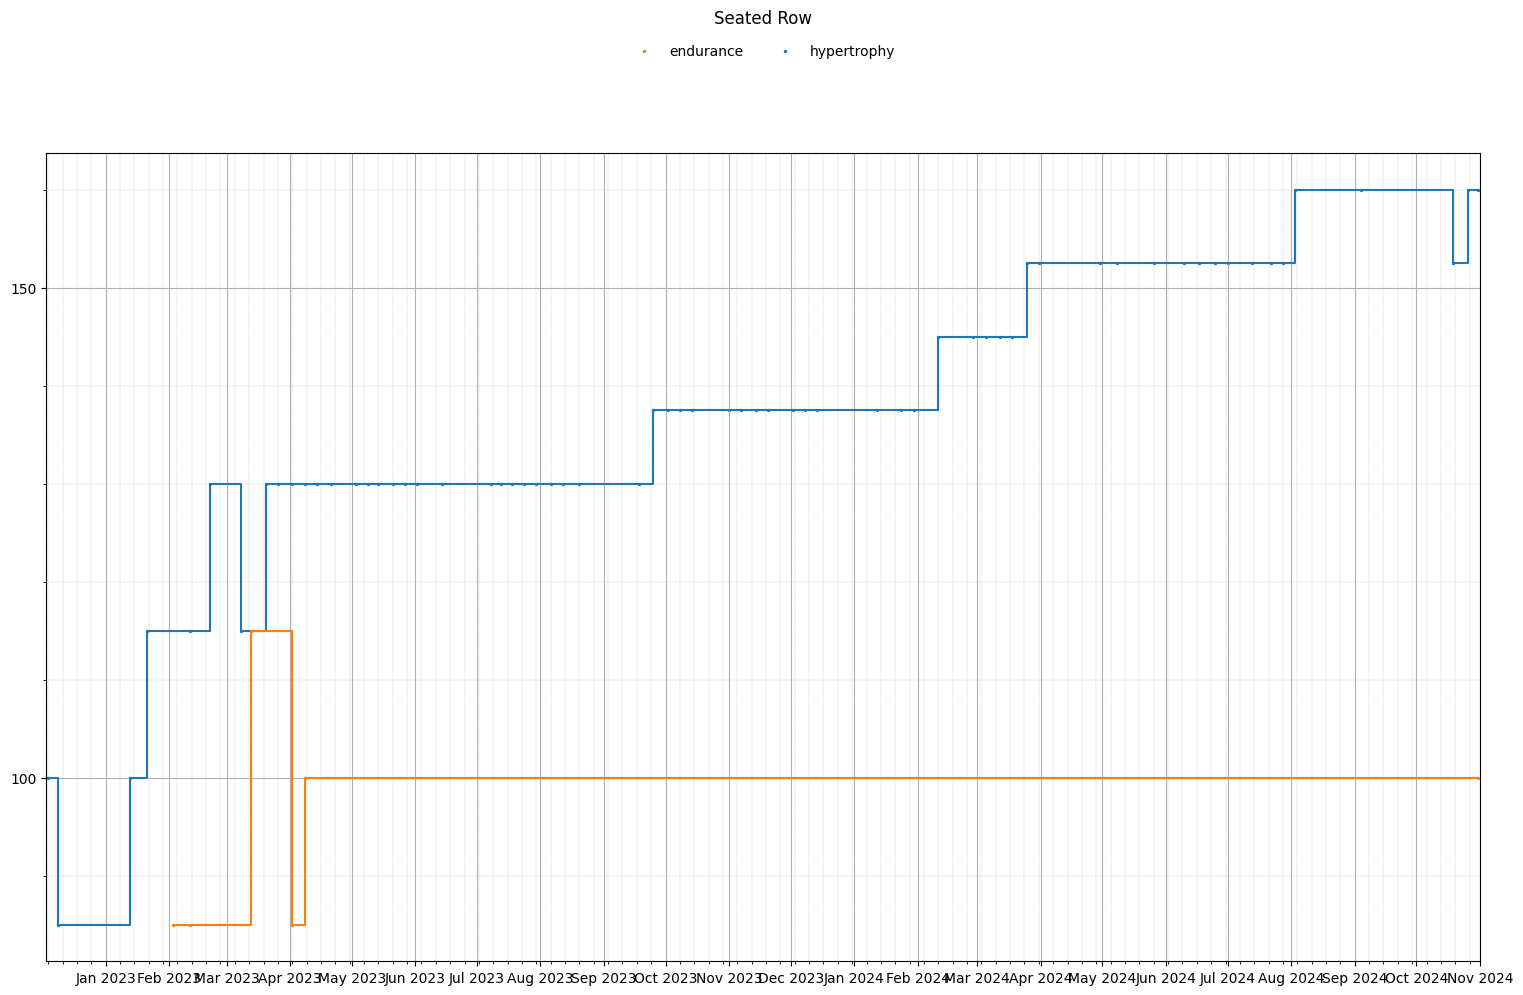 Seated Row
endurance hypertrophy
150
100
Jan 2023 Feb 2023 Mar 2023 Apr 2023 May 2023 Jun 2023 Jul 2023 Aug 2023 Sep 2023 Oct 2023 Nov 2023 Dec 2023 Jan 2024 Feb 2024 Mar 2024 Apr 2024 May 2024 Jun 2024 Jul 2024 Aug 2024 Sep 2024 Oct 2024 Nov 2024